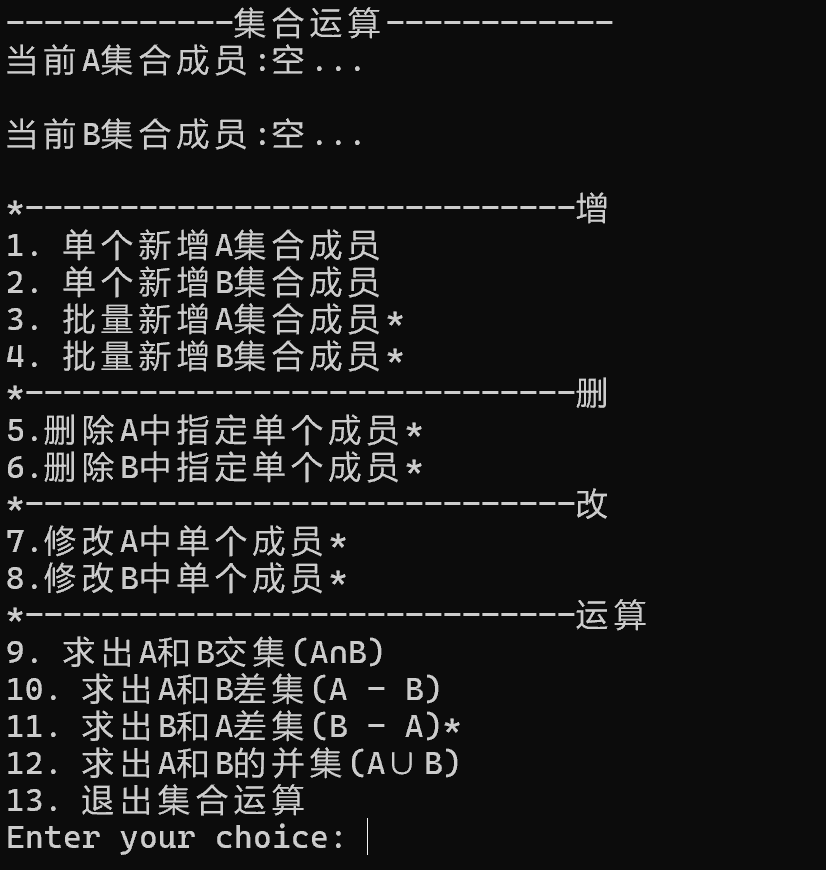 ------------集合运算------------
当前A集合成员:空...
当前B集合成员:空...
*-----------------------------增
1. 单个新增A集合成员
2. 单个新增B集合成员
3. 批量新增A集合成员*
4. 批量新增B集合成员*
*-----------------------------删
5.删除A中指定单个成员*
6.删除B中指定单个成员*
*-----------------------------改
7.修改A中单个成员*
8.修改B中单个成员*
*-----------------------------运算
9. 求出A和B交集(A∩B)
10. 求出A和B差集(A - B)
11. 求出B和A差集(B - A)*
12. 求出A和B的并集(A∪B)
13. 退出集合运算
Enter your choice: